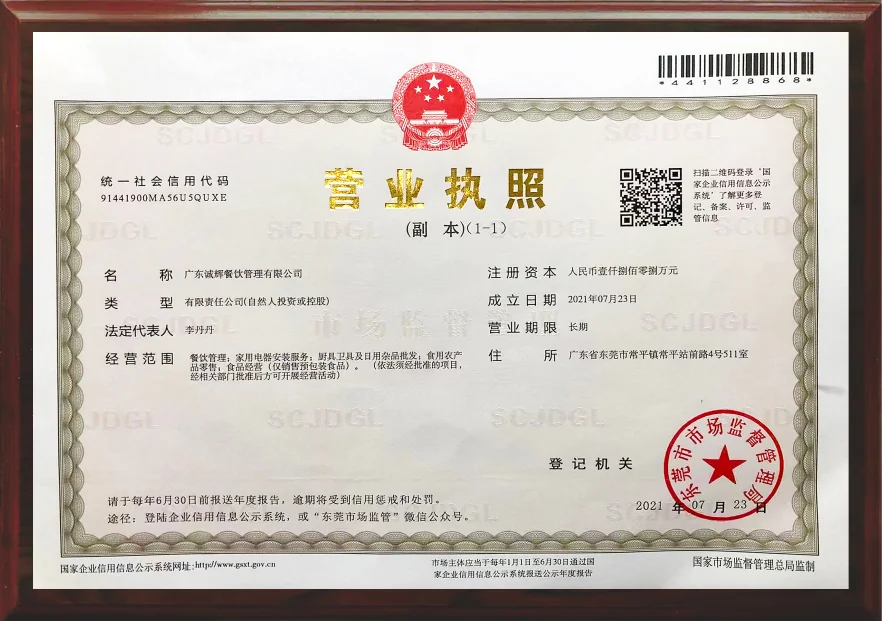 *441128868*
统一社会信用代码
91441900MA56U5QUXE
营业执照
(副 本)(1-1)
扫描二维码登录‘国
家企业信用信息公示
系统’了解更多登
记、备案、许可、监
管信息
名 称 广东诚辉餐饮管理有限公司
类 型 有限责任公司(自然人投资或控股)
法定代表人 李丹丹
经营范围 餐饮管理；家用电器安装服务；厨具卫具及日用杂品批发；食用农产
品零售；食品经营（仅销售预包装食品）。（依法须经批准的项目，
经相关部门批准后方可开展经营活动）
注册资本 人民币壹仟捌佰零捌万元
成立日期 2021年07月23日
营业期限 长期
住 所 广东省东莞市常平镇常平站前路4号511室
登记机关
东莞市市场监督管理局
2021 年 07 月 23 日
请于每年6月30日前报送年度报告，逾期将受到信用惩戒和处罚。
途径：登陆企业信用信息公示系统，或“东莞市场监管”微信公众号。
国家企业信用信息公示系统网址:http://www.gsxt.gov.cn
市场主体应当于每年1月1日至6月30日通过国
家企业信用信息公示系统报送公示年度报告
国家市场监督管理总局监制
SCJDGL
SCJDGL
SCJDGL
JDGL
SCJDGL
SCJDGL
市场监督管理
SCJDGL
JDGL
SCJDGL
SCJDGL